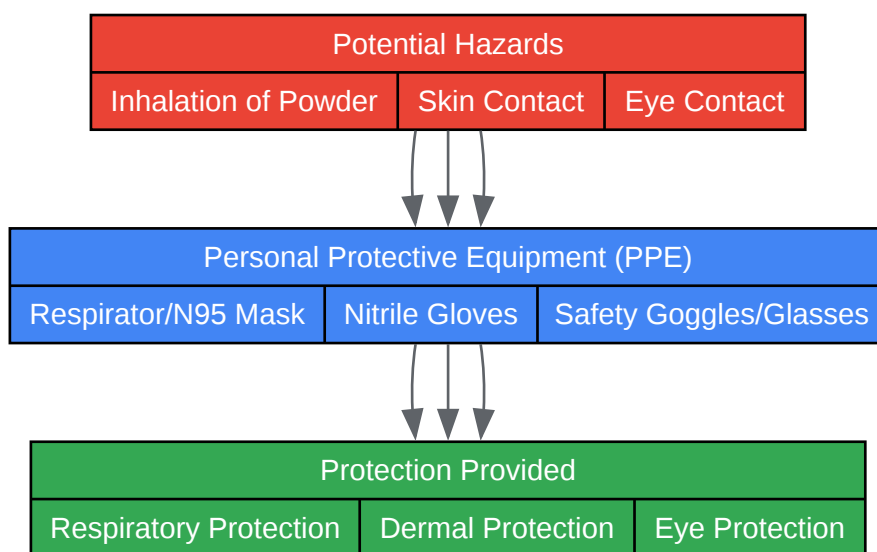 Potential Hazards
Inhalation of Powder Skin Contact Eye Contact
Personal Protective Equipment (PPE)
Respirator/N95 Mask Nitrile Gloves Safety Goggles/Glasses
Protection Provided
Respiratory Protection Dermal Protection Eye Protection